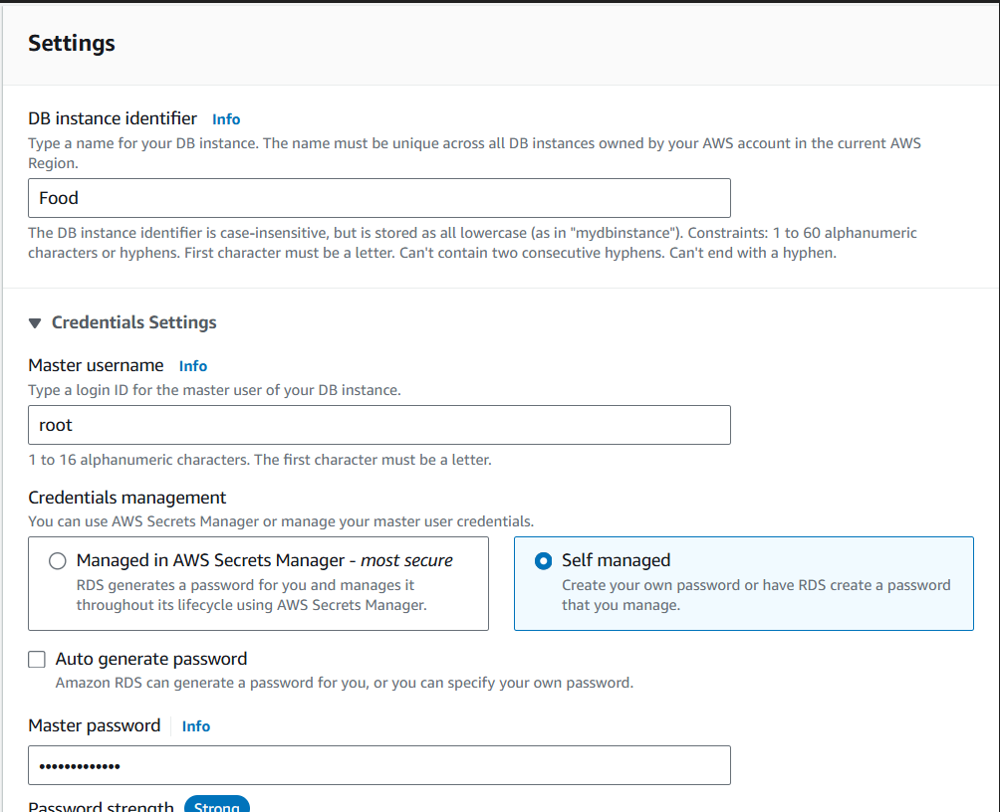 Settings
DB instance identifier Info
Type a name for your DB instance. The name must be unique across all DB instances owned by your AWS account in the current AWS
Region.
Food
The DB instance identifier is case-insensitive, but is stored as all lowercase (as in "mydbinstance"). Constraints: 1 to 60 alphanumeric
characters or hyphens. First character must be a letter. Can't contain two consecutive hyphens. Can't end with a hyphen.
Credentials Settings
Master username Info
Type a login ID for the master user of your DB instance.
root
1 to 16 alphanumeric characters. The first character must be a letter.
Credentials management
You can use AWS Secrets Manager or manage your master user credentials.
Managed in AWS Secrets Manager - most secure
RDS generates a password for you and manages it
throughout its lifecycle using AWS Secrets Manager.
Self managed
Create your own password or have RDS create a password
that you manage.
Auto generate password
Amazon RDS can generate a password for you, or you can specify your own password.
Master password Info
•••••••••••••
Password strength Strong